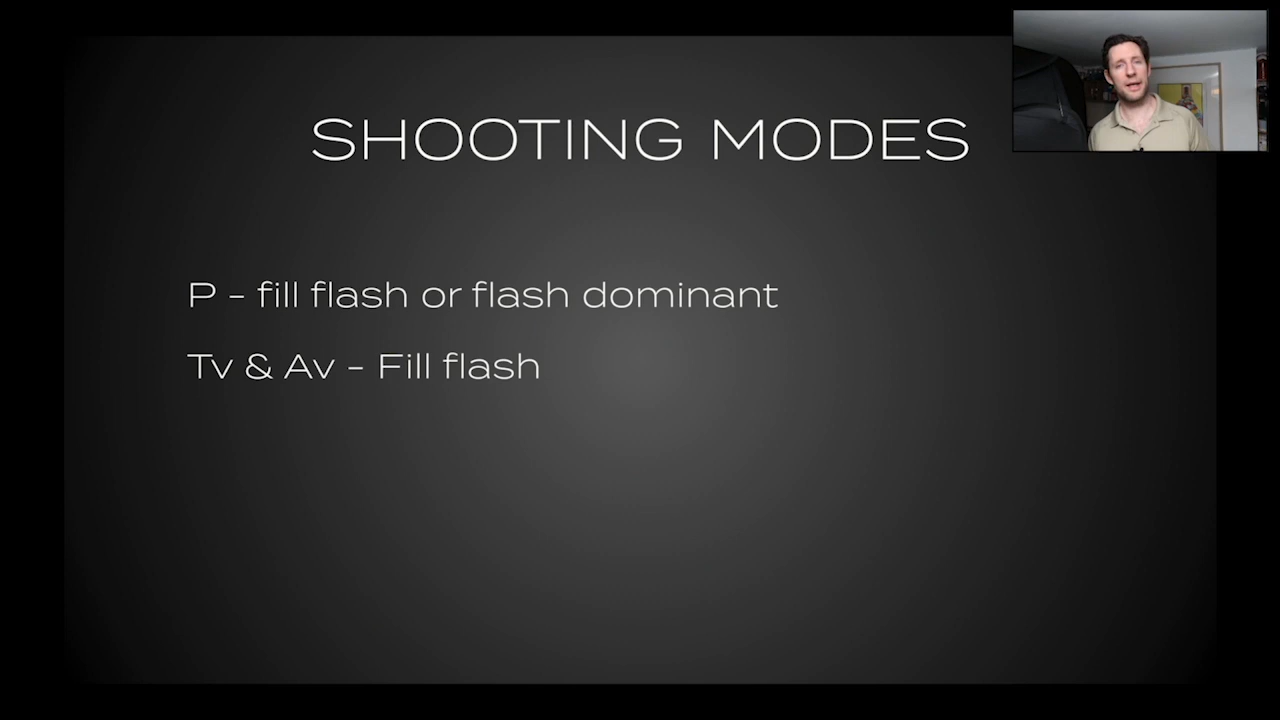 SHOOTING MODES
P – fill flash or flash dominant
Tv & Av – Fill flash